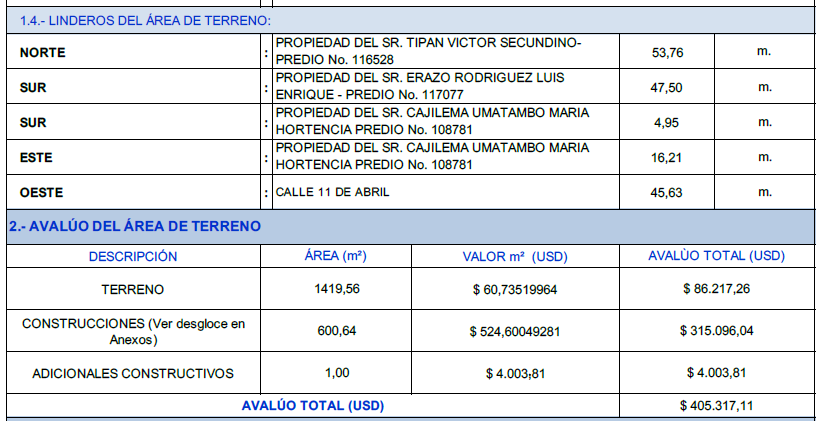 1.4.- LINDEROS DEL ÁREA DE TERRENO:
NORTE : PROPIEDAD DEL SR. TIPAN VICTOR SECUNDINO- 53,76 m.
PREDIO No. 116528
SUR : PROPIEDAD DEL SR. ERAZO RODRIGUEZ LUIS 47,50 m.
ENRIQUE - PREDIO No. 117077
SUR : PROPIEDAD DEL SR. CAJILEMA UMATAMBO MARIA 4,95 m.
HORTENCIA PREDIO No. 108781
ESTE : PROPIEDAD DEL SR. CAJILEMA UMATAMBO MARIA 16,21 m.
HORTENCIA PREDIO No. 108781
OESTE : CALLE 11 DE ABRIL 45,63 m.
2.- AVALÚO DEL ÁREA DE TERRENO
DESCRIPCIÓN ÁREA (m²) VALOR m² (USD) AVALÙO TOTAL (USD)
TERRENO 1419,56 $ 60,73519964 $ 86.217,26
CONSTRUCCIONES (Ver desgloce en 600,64 $ 524,60049281 $ 315.096,04
Anexos)
ADICIONALES CONSTRUCTIVOS 1,00 $ 4.003,81 $ 4.003,81
AVALÚO TOTAL (USD) $ 405.317,11